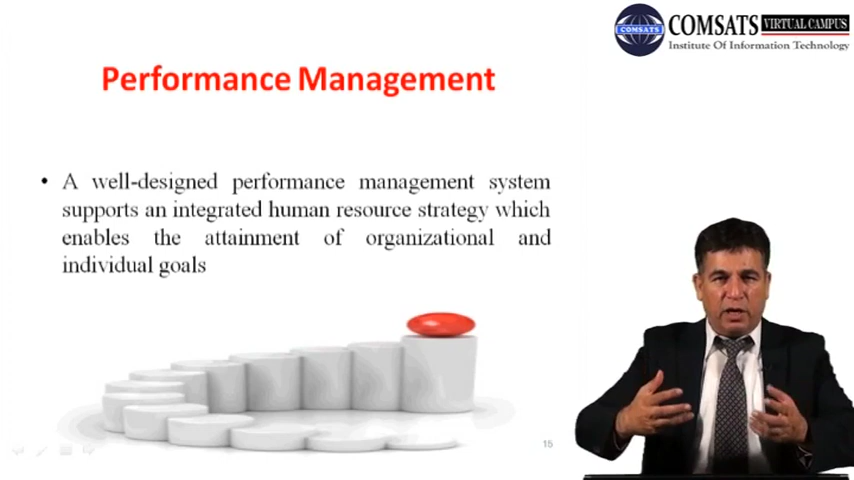 COMSATS VIRTUAL CAMPUS
COMSATS
Institute Of Information Technology
Performance Management
• A well-designed performance management system
supports an integrated human resource strategy which
enables the attainment of organizational and
individual goals
15